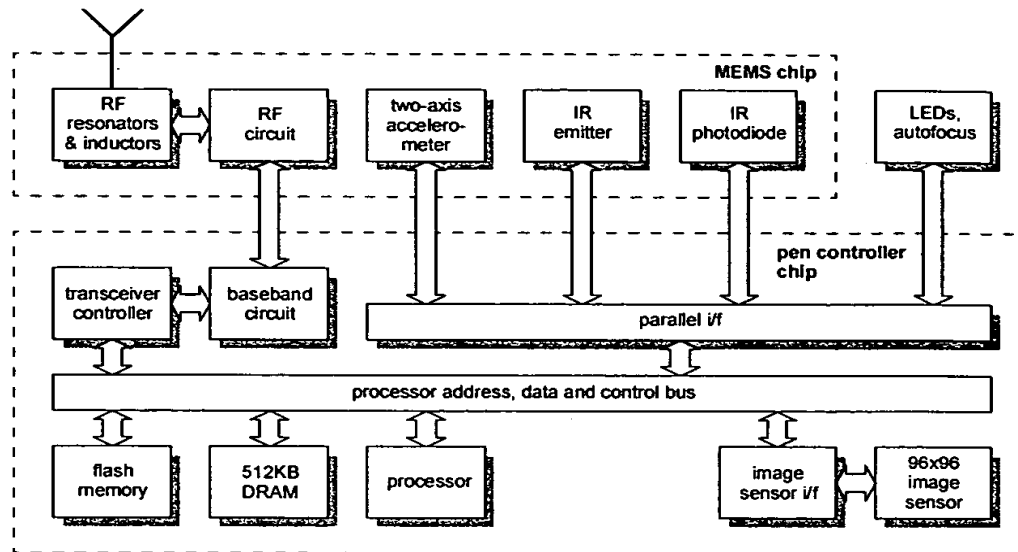 MEMS chip
RF
resonators
& inductors
RF
circuit
two-axis
accelero-
meter
IR
emitter
IR
photodiode
LEDs,
autofocus
pen controller
chip
transceiver
controller
baseband
circuit
parallel i/f
processor address, data and control bus
flash
memory
512KB
DRAM
processor
image
sensor i/f
96x96
image
sensor